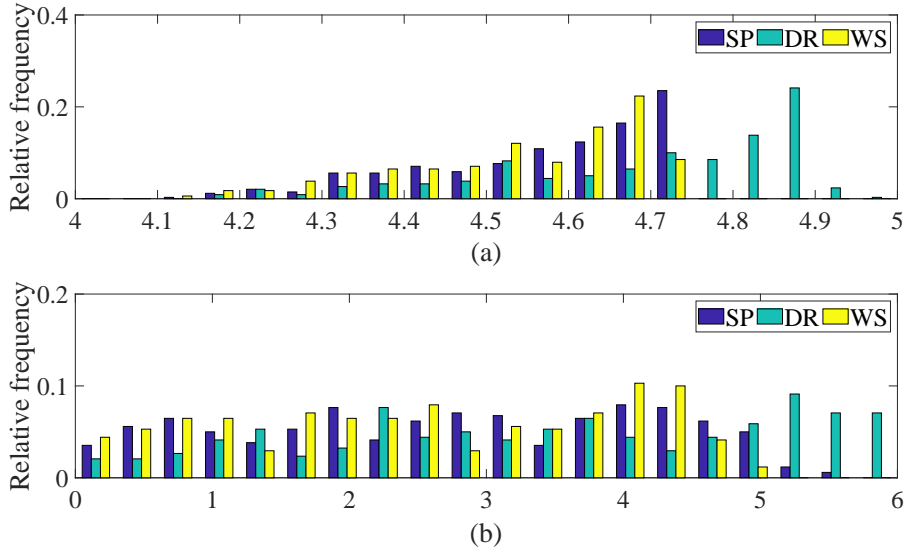 0.4
SP DR WS
Relative frequency
0.2
0
4 4.1 4.2 4.3 4.4 4.5 4.6 4.7 4.8 4.9 5
(a)
0.2
SP DR WS
Relative frequency
0.1
0
0 1 2 3 4 5 6
(b)